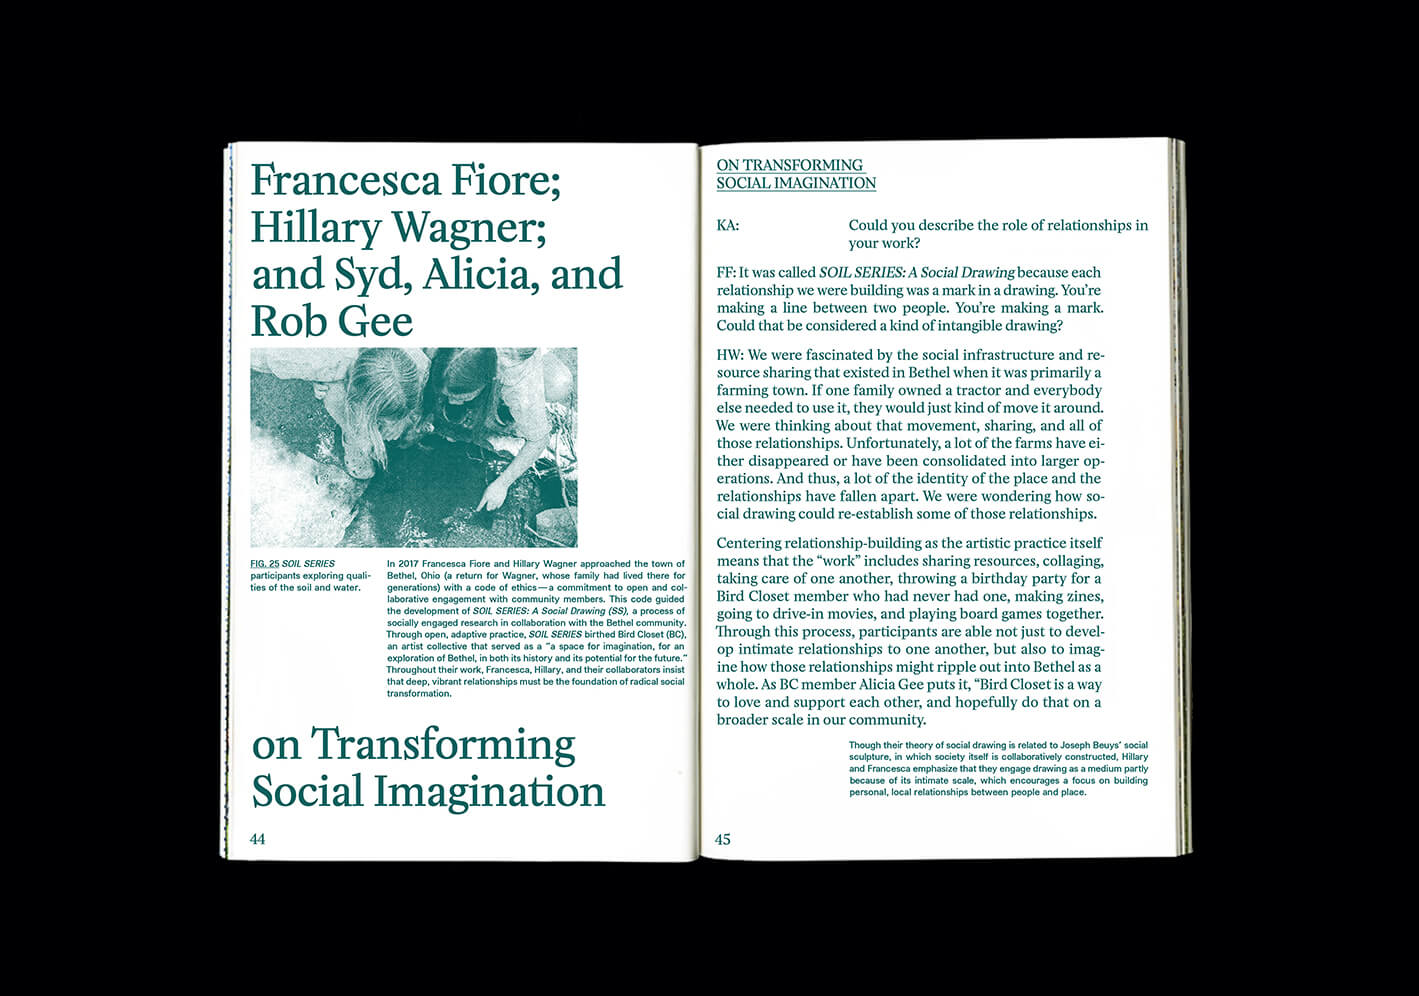 Francesca Fiore;
Hillary Wagner;
and Syd, Alicia, and
Rob Gee
FIG. 25 SOIL SERIES
participants exploring quali-
ties of the soil and water.
In 2017 Francesca Fiore and Hillary Wagner approached the town of
Bethel, Ohio (a return for Wagner, whose family had lived there for
generations) with a code of ethics—a commitment to open and col-
laborative engagement with community members. This code guided
the development of SOIL SERIES: A Social Drawing (SS), a process of
socially engaged research in collaboration with the Bethel community.
Through open, adaptive practice, SOIL SERIES birthed Bird Closet (BC),
an artist collective that served as a “a space for imagination, for an
exploration of Bethel, in both its history and its potential for the future.”
Throughout their work, Francesca, Hillary, and their collaborators insist
that deep, vibrant relationships must be the foundation of radical social
transformation.
on Transforming
Social Imagination
44
ON TRANSFORMING
SOCIAL IMAGINATION
KA: Could you describe the role of relationships in
your work?
FF: It was called SOIL SERIES: A Social Drawing because each
relationship we were building was a mark in a drawing. You’re
making a line between two people. You’re making a mark.
Could that be considered a kind of intangible drawing?
HW: We were fascinated by the social infrastructure and re-
source sharing that existed in Bethel when it was primarily a
farming town. If one family owned a tractor and everybody
else needed to use it, they would just kind of move it around.
We were thinking about that movement, sharing, and all of
those relationships. Unfortunately, a lot of the farms have ei-
ther disappeared or have been consolidated into larger op-
erations. And thus, a lot of the identity of the place and the
relationships have fallen apart. We were wondering how so-
cial drawing could re-establish some of those relationships.
Centering relationship-building as the artistic practice itself
means that the “work” includes sharing resources, collaging,
taking care of one another, throwing a birthday party for a
Bird Closet member who had never had one, making zines,
going to drive-in movies, and playing board games together.
Through this process, participants are able not just to devel-
op intimate relationships to one another, but also to imag-
ine how those relationships might ripple out into Bethel as a
whole. As BC member Alicia Gee puts it, “Bird Closet is a way
to love and support each other, and hopefully do that on a
broader scale in our community.
Though their theory of social drawing is related to Joseph Beuys’ social
sculpture, in which society itself is collaboratively constructed, Hillary
and Francesca emphasize that they engage drawing as a medium partly
because of its intimate scale, which encourages a focus on building
personal, local relationships between people and place.
45